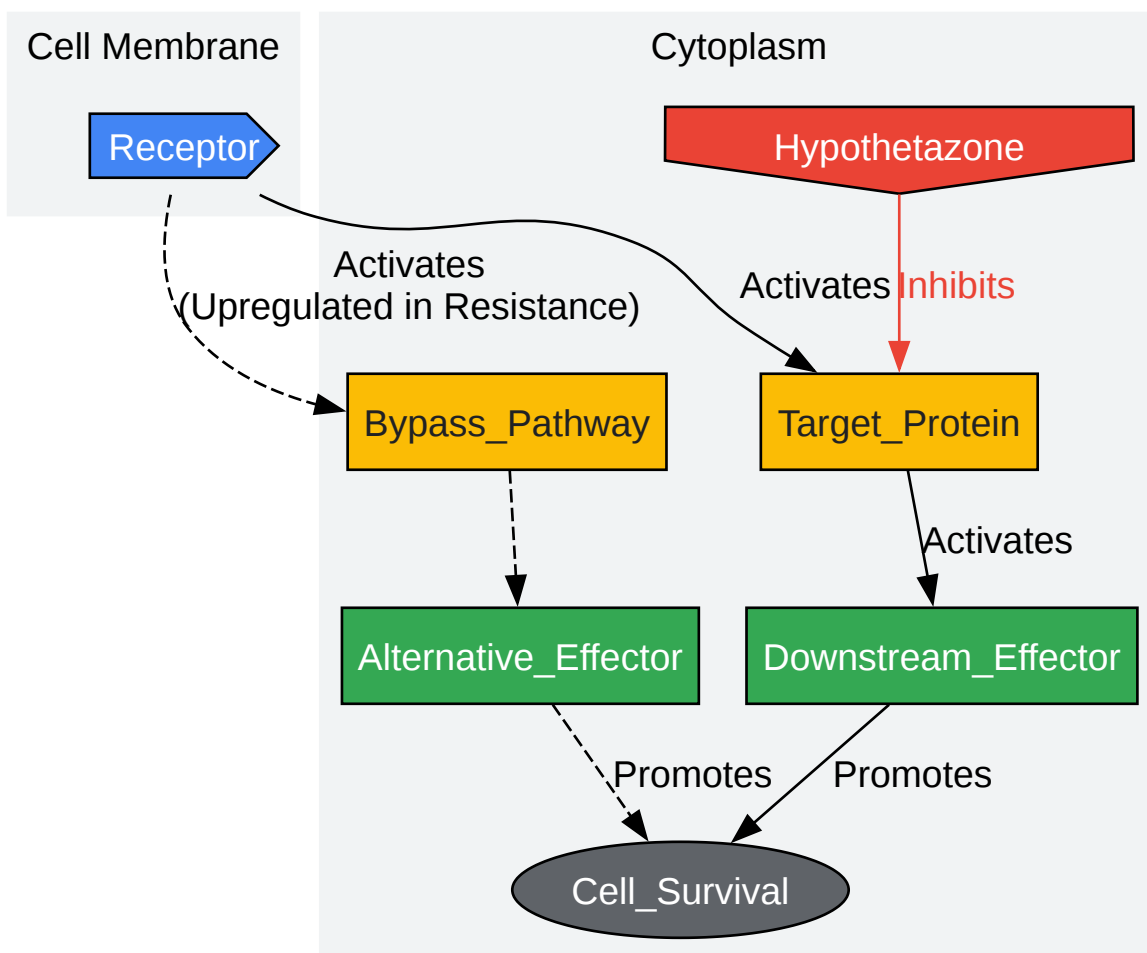 Cell Membrane
Cytoplasm
Receptor
Hypothetazone
Activates
(Upregulated in Resistance)
Activates
Inhibits
Bypass_Pathway
Target_Protein
Activates
Alternative_Effector
Downstream_Effector
Promotes
Promotes
Cell_Survival